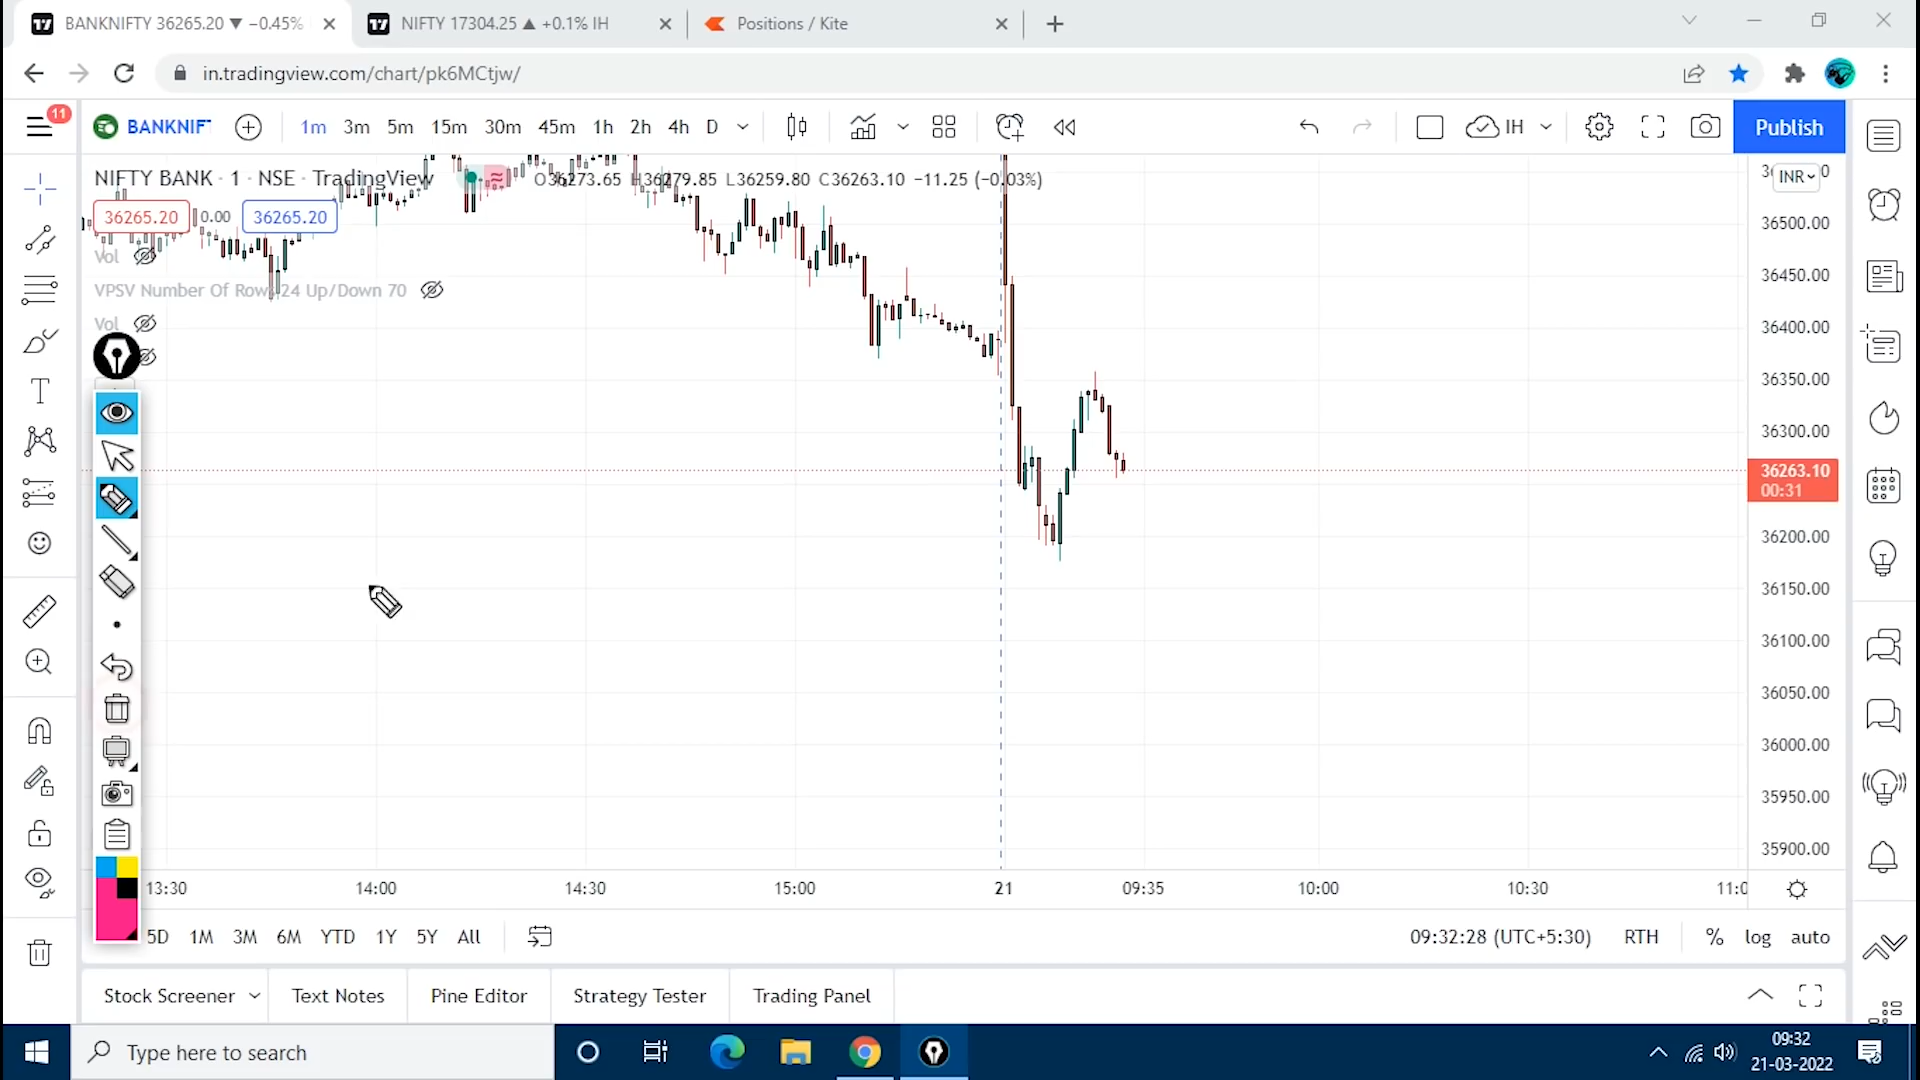 BANKNIFTY 36265.20 ▼ −0.45%
NIFTY 17304.25 ▲ +0.1% IH
Positions / Kite
in.tradingview.com/chart/pk6MCtjw/
11
BANKNIF
1m 3m 5m 15m 30m 45m 1h 2h 4h D
IH
Publish
NIFTY BANK · 1 · NSE · TradingView
O36273.65 H36279.85 L36259.80 C36263.10 −11.25 (−0.03%)
INR
36265.20 0.00 36265.20
Vol
VPSV Number Of Row 24 Up/Down 70
Vol
36500.00
36450.00
36400.00
36350.00
36300.00
36263.10
00:31
36200.00
36150.00
36100.00
36050.00
36000.00
35950.00
35900.00
13:30 14:00 14:30 15:00 21 09:35 10:00 10:30 11:0
5D 1M 3M 6M YTD 1Y 5Y All
09:32:28 (UTC+5:30) RTH % log auto
Stock Screener Text Notes Pine Editor Strategy Tester Trading Panel
Type here to search
09:32
21-03-2022